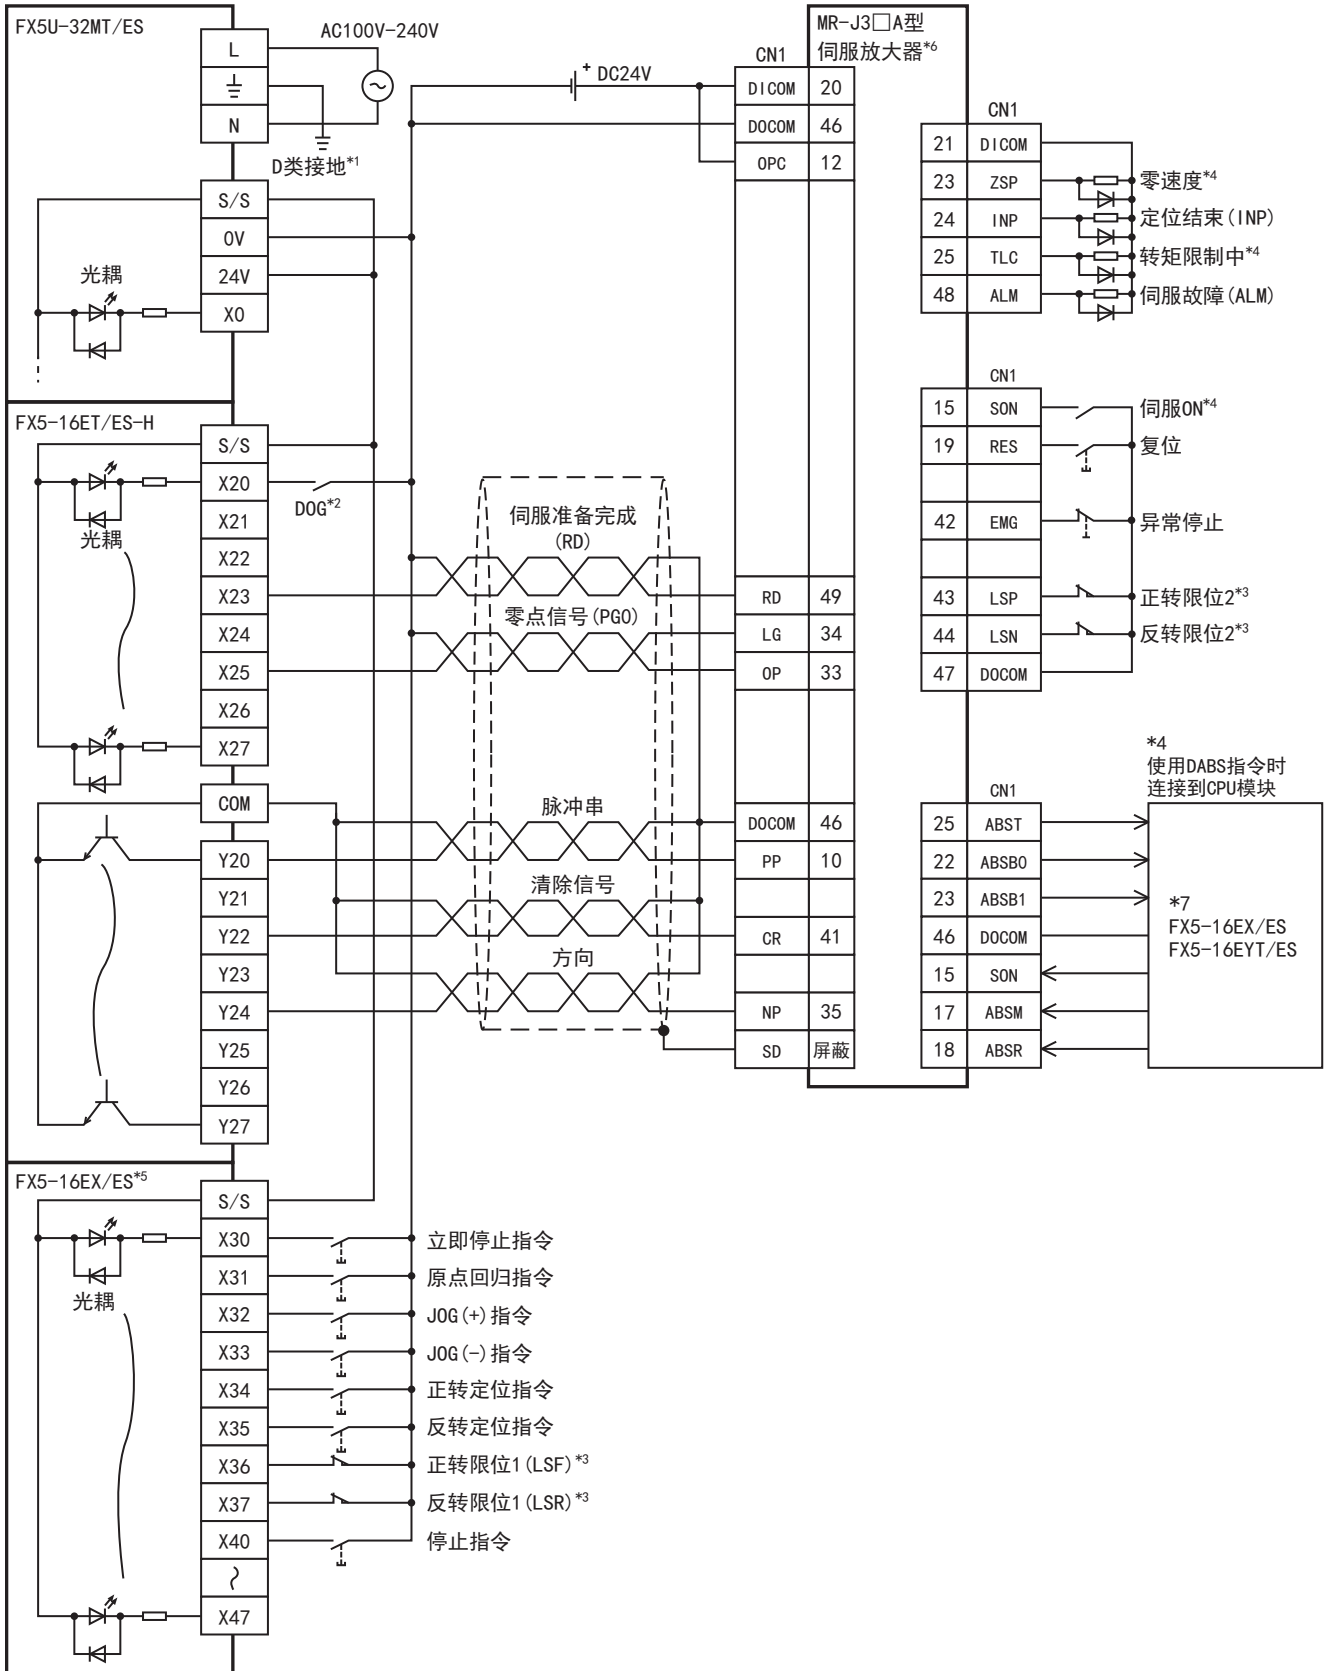 FX5U-32MT/ES
L
N
AC100V-240V
D类接地*1
S/S
0V
24V
X0
光耦
FX5-16ET/ES-H
S/S
X20
X21
X22
X23
X24
X25
X26
X27
光耦
DOG*2
COM
Y20
Y21
Y22
Y23
Y24
Y25
Y26
Y27
FX5-16EX/ES*5
S/S
X30
X31
X32
X33
X34
X35
X36
X37
X40
X47
光耦
立即停止指令
原点回归指令
JOG(+)指令
JOG(-)指令
正转定位指令
反转定位指令
正转限位1(LSF)*3
反转限位1(LSR)*3
停止指令
+ DC24V
伺服准备完成
(RD)
零点信号(PG0)
脉冲串
清除信号
方向
MR-J3□A型
伺服放大器*6
CN1
DICOM 20
DOCOM 46
OPC 12
RD 49
LG 34
OP 33
DOCOM 46
PP 10
CR 41
NP 35
SD 屏蔽
CN1
21 DICOM
23 ZSP 零速度*4
24 INP 定位结束(INP)
25 TLC 转矩限制中*4
48 ALM 伺服故障(ALM)
CN1
15 SON 伺服ON*4
19 RES 复位
42 EMG 异常停止
43 LSP 正转限位2*3
44 LSN 反转限位2*3
47 DOCOM
CN1
25 ABST
22 ABSB0
23 ABSB1
46 DOCOM
15 SON
17 ABSM
18 ABSR
*4
使用DABS指令时
连接到CPU模块
*7
FX5-16EX/ES
FX5-16EYT/ES